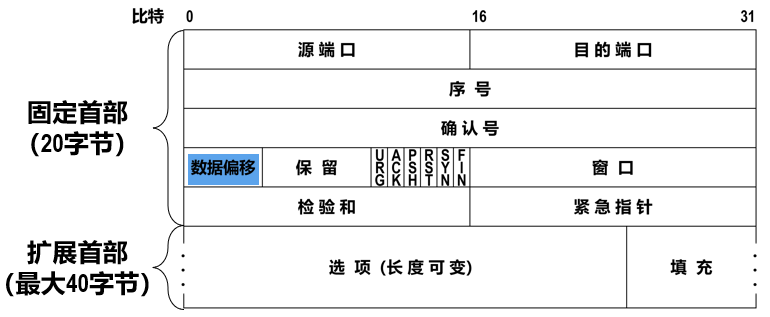 比特 0 16 31
源端口 目的端口
序号
确认号
固定首部
(20字节)
数据偏移 保留 URG ACK PSH RST SYN FIN 窗口
检验和 紧急指针
扩展首部
(最大40字节)
选项 (长度可变) 填充